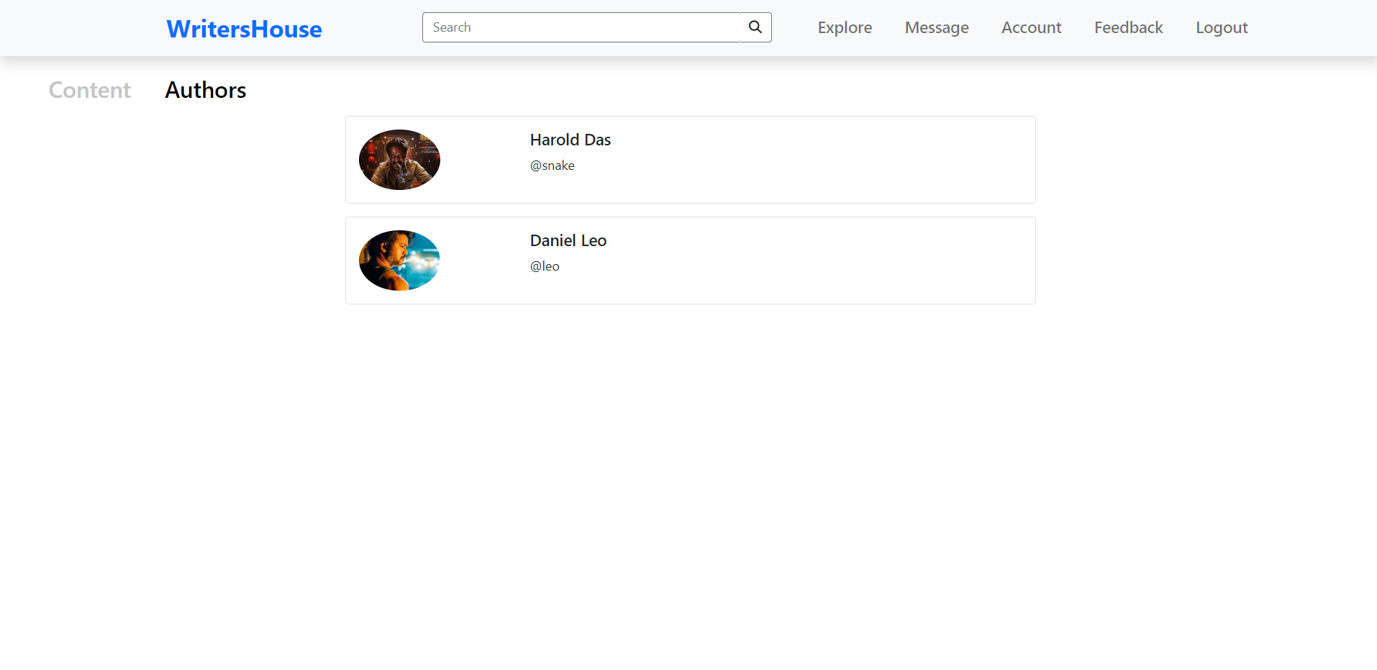 WritersHouse
Search
Explore Message Account Feedback Logout
Content Authors
Harold Das
@snake
Daniel Leo
@leo